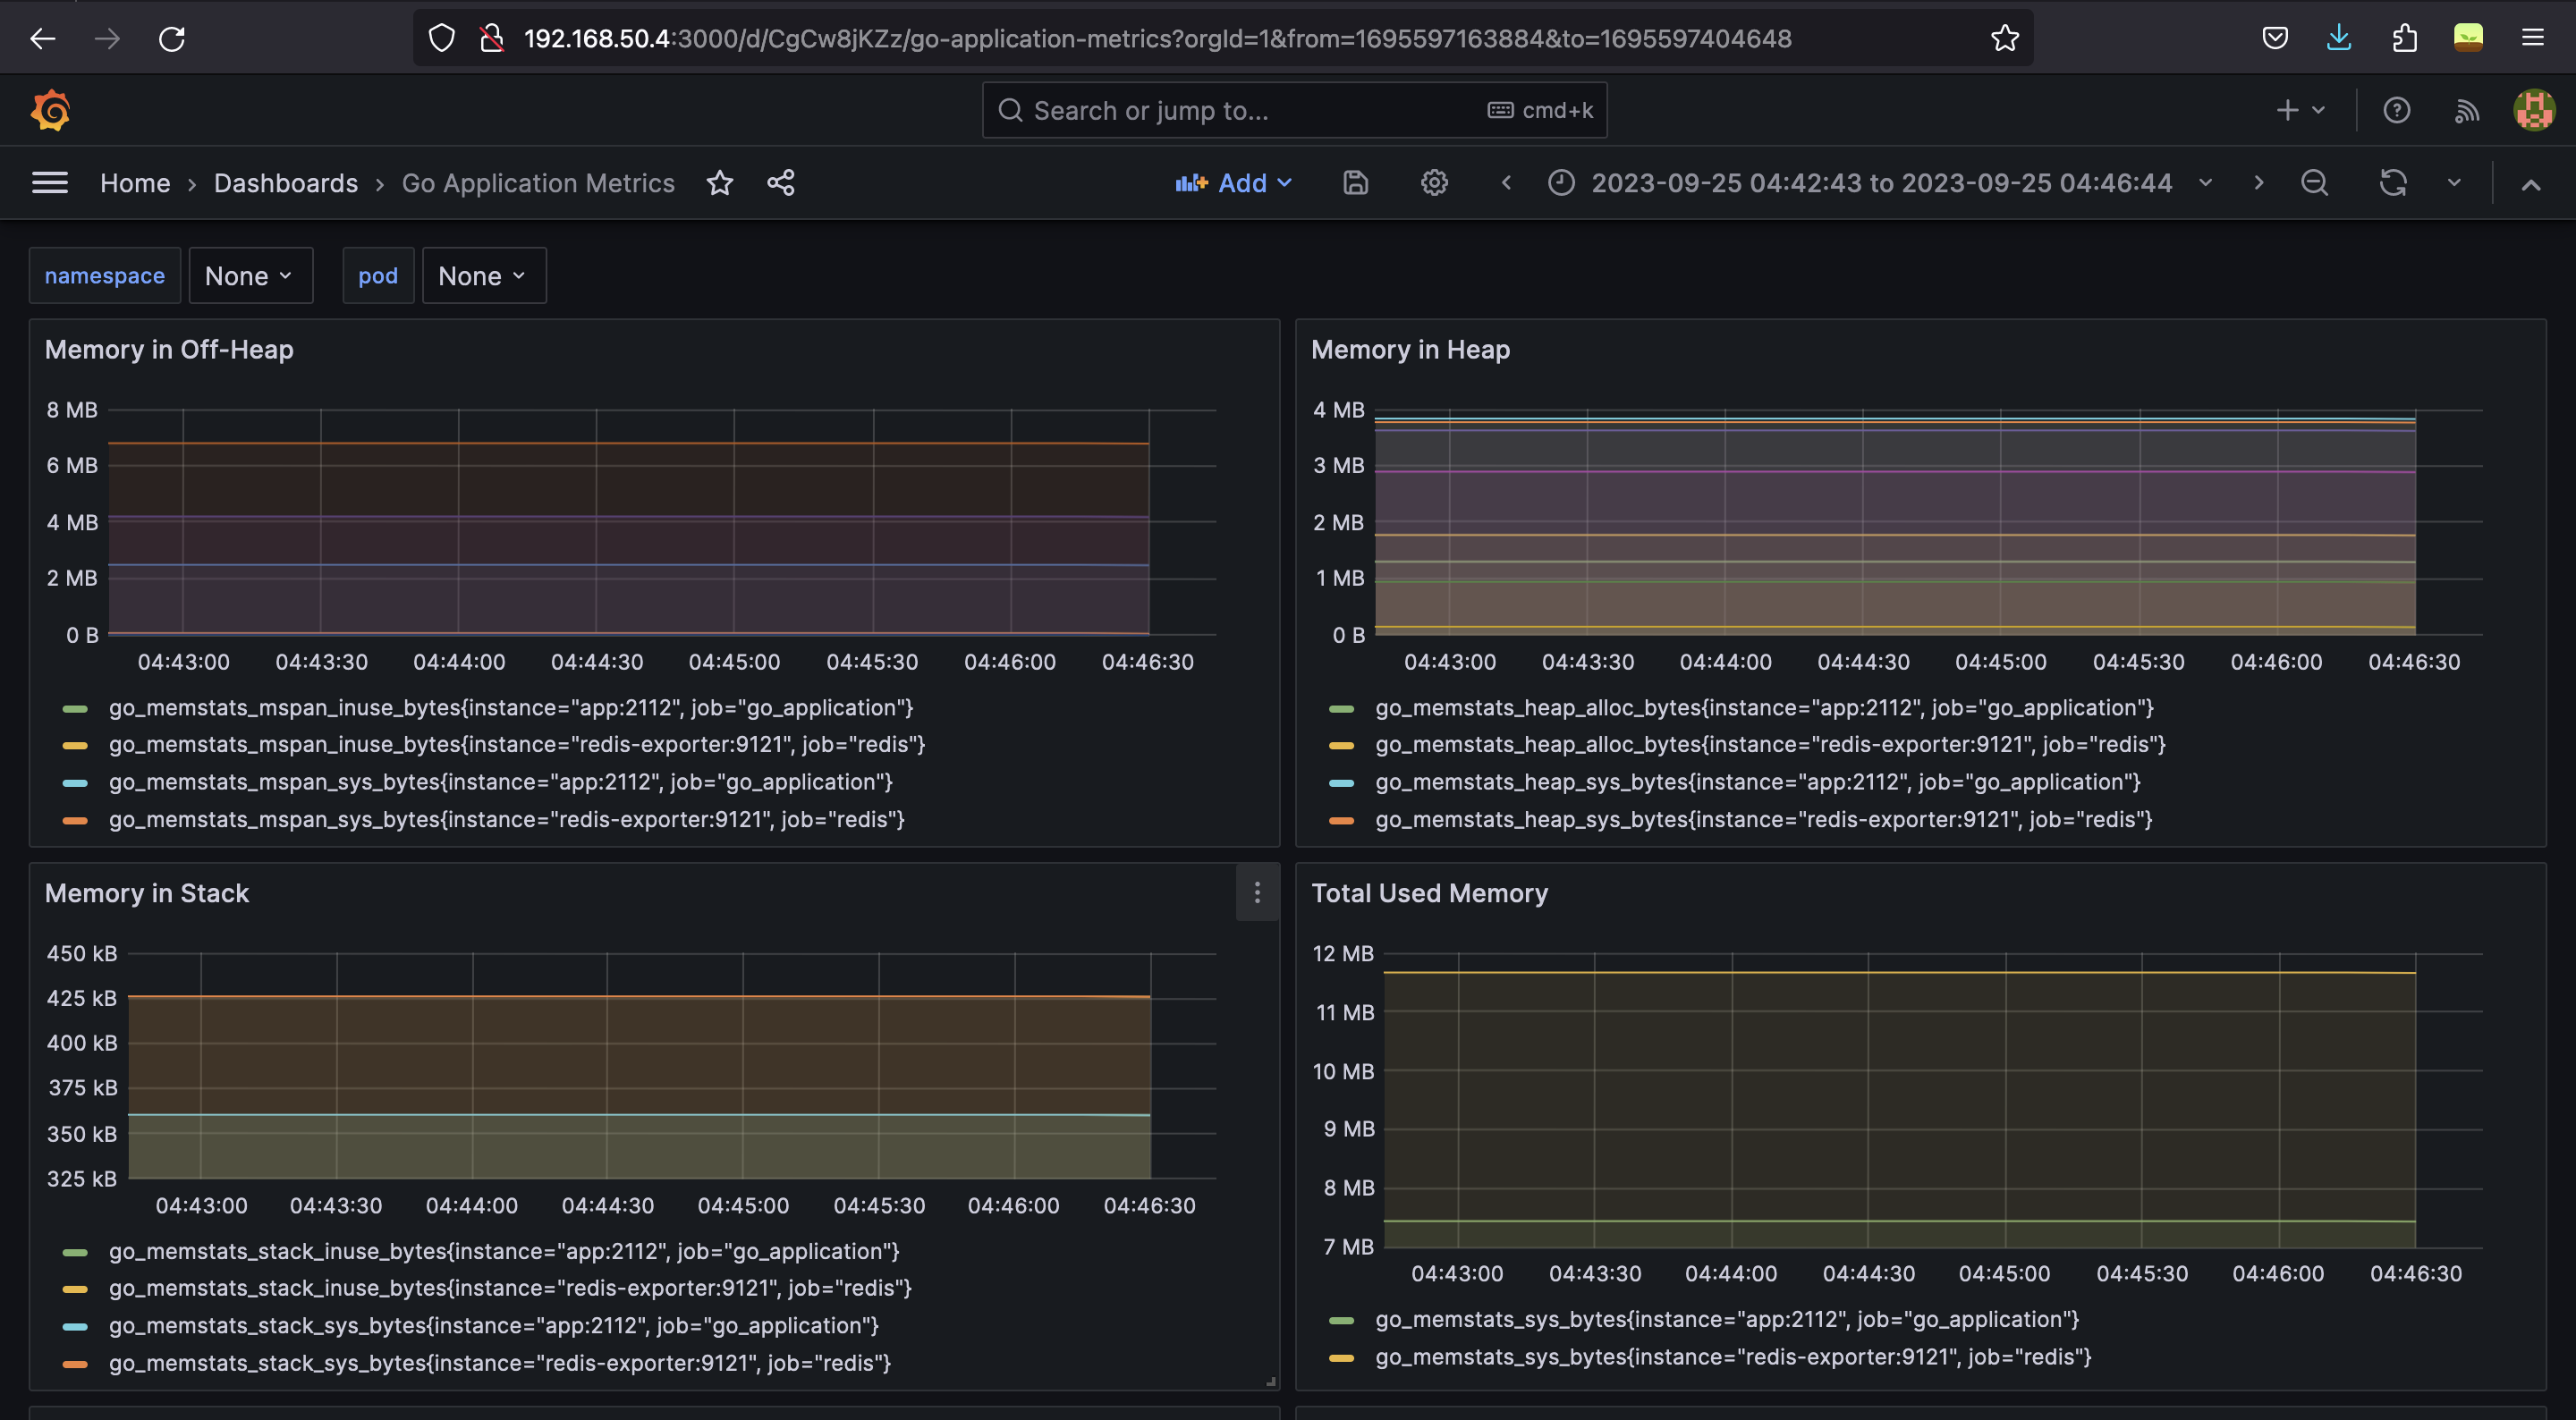 192.168.50.4:3000/d/CgCw8jKZz/go-application-metrics?orgId=1&from=1695597163884&to=1695597404648
Search or jump to... cmd+k
Home › Dashboards › Go Application Metrics Add 2023-09-25 04:42:43 to 2023-09-25 04:46:44
namespace None pod None
Memory in Off-Heap
8 MB
6 MB
4 MB
2 MB
0 B
04:43:00 04:43:30 04:44:00 04:44:30 04:45:00 04:45:30 04:46:00 04:46:30
go_memstats_mspan_inuse_bytes{instance="app:2112", job="go_application"}
go_memstats_mspan_inuse_bytes{instance="redis-exporter:9121", job="redis"}
go_memstats_mspan_sys_bytes{instance="app:2112", job="go_application"}
go_memstats_mspan_sys_bytes{instance="redis-exporter:9121", job="redis"}
Memory in Heap
4 MB
3 MB
2 MB
1 MB
0 B
04:43:00 04:43:30 04:44:00 04:44:30 04:45:00 04:45:30 04:46:00 04:46:30
go_memstats_heap_alloc_bytes{instance="app:2112", job="go_application"}
go_memstats_heap_alloc_bytes{instance="redis-exporter:9121", job="redis"}
go_memstats_heap_sys_bytes{instance="app:2112", job="go_application"}
go_memstats_heap_sys_bytes{instance="redis-exporter:9121", job="redis"}
Memory in Stack
450 kB
425 kB
400 kB
375 kB
350 kB
325 kB
04:43:00 04:43:30 04:44:00 04:44:30 04:45:00 04:45:30 04:46:00 04:46:30
go_memstats_stack_inuse_bytes{instance="app:2112", job="go_application"}
go_memstats_stack_inuse_bytes{instance="redis-exporter:9121", job="redis"}
go_memstats_stack_sys_bytes{instance="app:2112", job="go_application"}
go_memstats_stack_sys_bytes{instance="redis-exporter:9121", job="redis"}
Total Used Memory
12 MB
11 MB
10 MB
9 MB
8 MB
7 MB
04:43:00 04:43:30 04:44:00 04:44:30 04:45:00 04:45:30 04:46:00 04:46:30
go_memstats_sys_bytes{instance="app:2112", job="go_application"}
go_memstats_sys_bytes{instance="redis-exporter:9121", job="redis"}